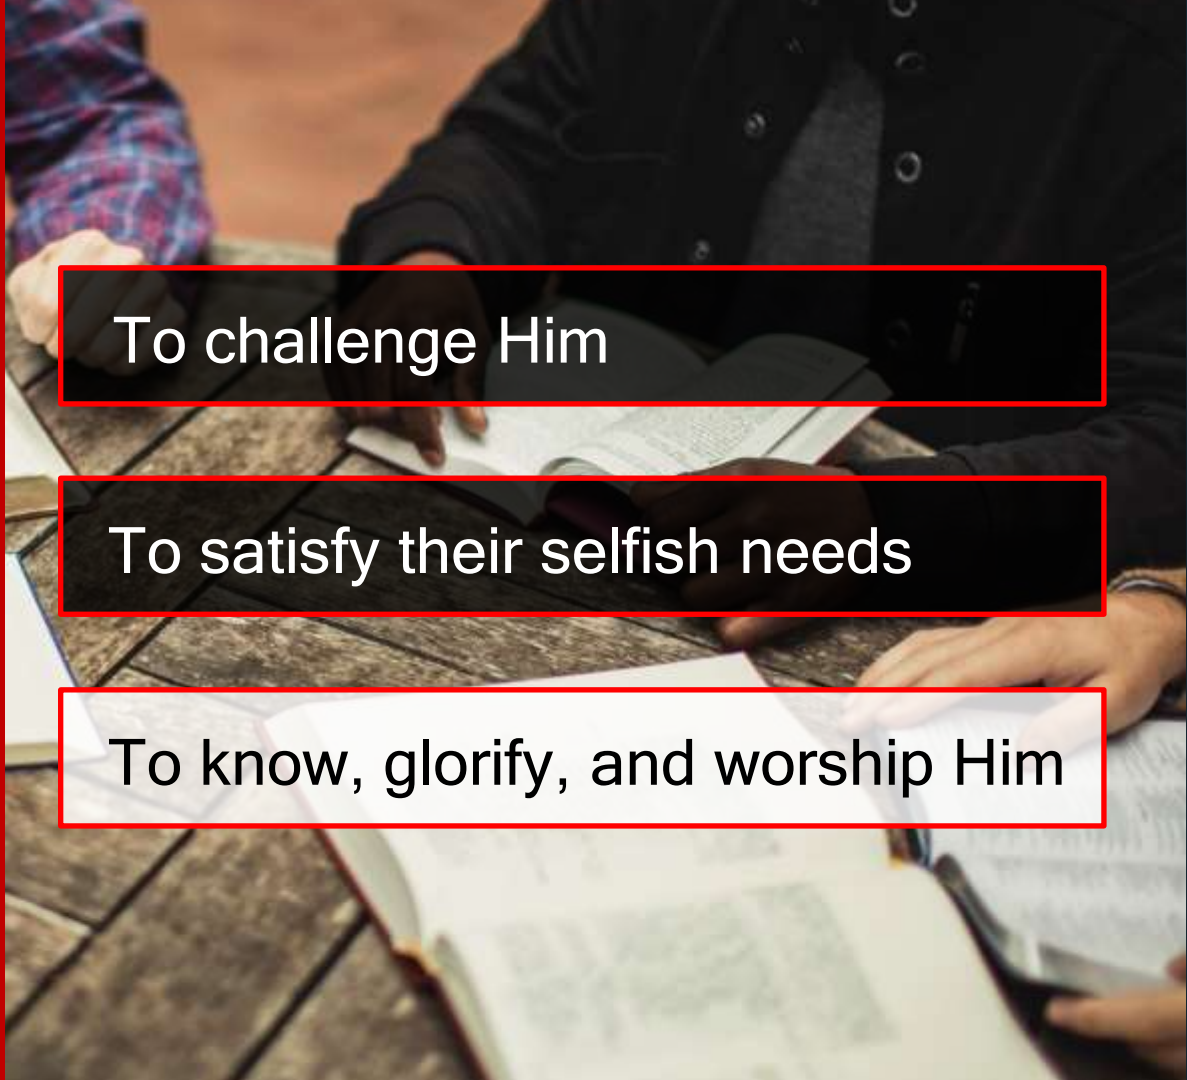 To challenge Him
To satisfy their selfish needs
To know, glorify, and worship Him